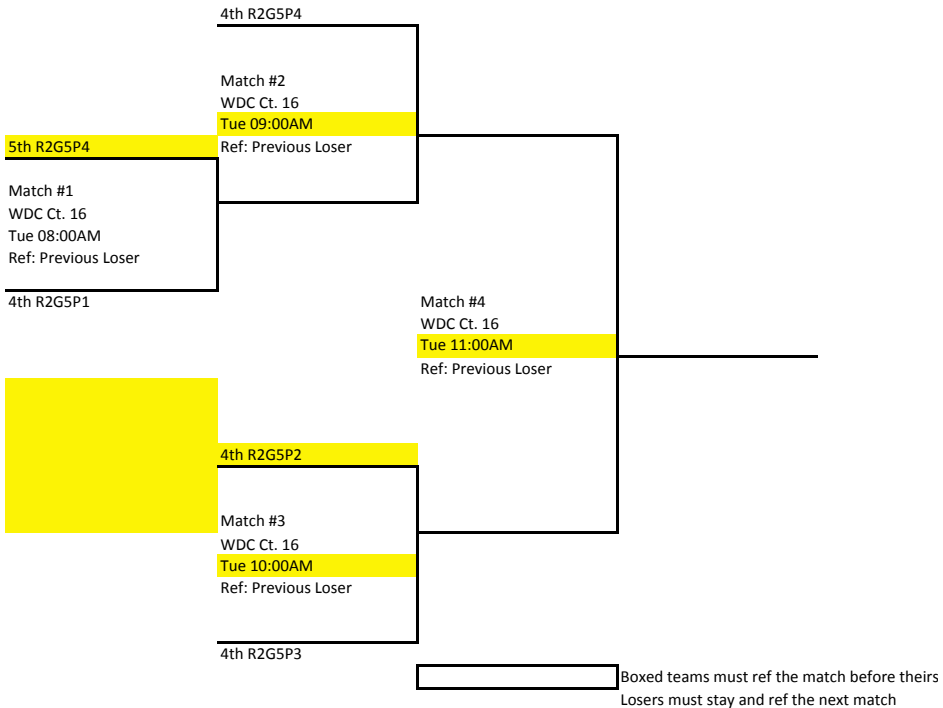 4th R2G5P4
Match #2
WDC Ct. 16
Tue 09:00AM
Ref: Previous Loser
5th R2G5P4
Match #1
WDC Ct. 16
Tue 08:00AM
Ref: Previous Loser
4th R2G5P1
Match #4
WDC Ct. 16
Tue 11:00AM
Ref: Previous Loser
4th R2G5P2
Match #3
WDC Ct. 16
Tue 10:00AM
Ref: Previous Loser
4th R2G5P3
Boxed teams must ref the match before theirs
Losers must stay and ref the next match